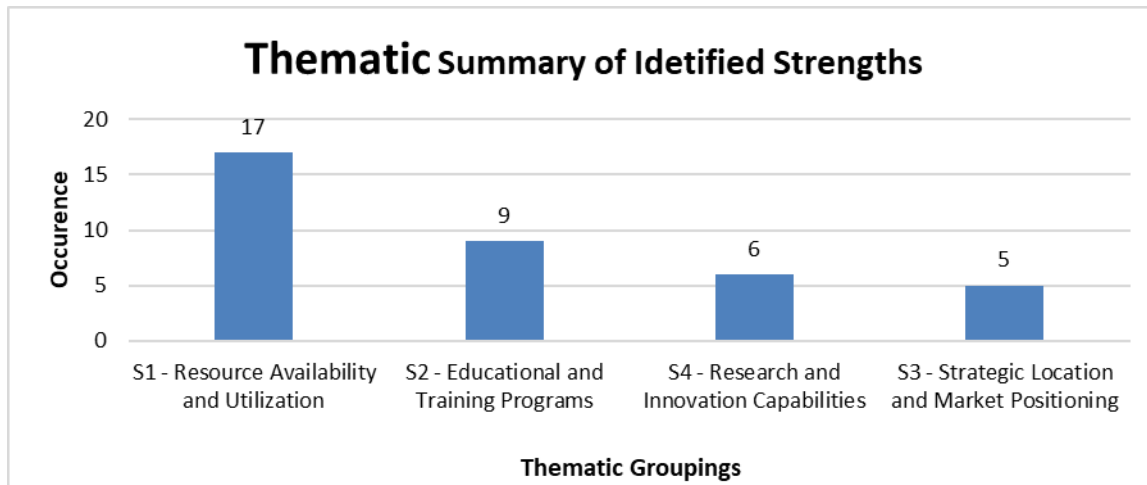 Thematic Summary of Idetified Strengths
20
15
10
5
0
Occurence
17
9
6
5
S1 - Resource Availability
and Utilization
S2 - Educational and
Training Programs
S4 - Research and
Innovation Capabilities
S3 - Strategic Location
and Market Positioning
Thematic Groupings